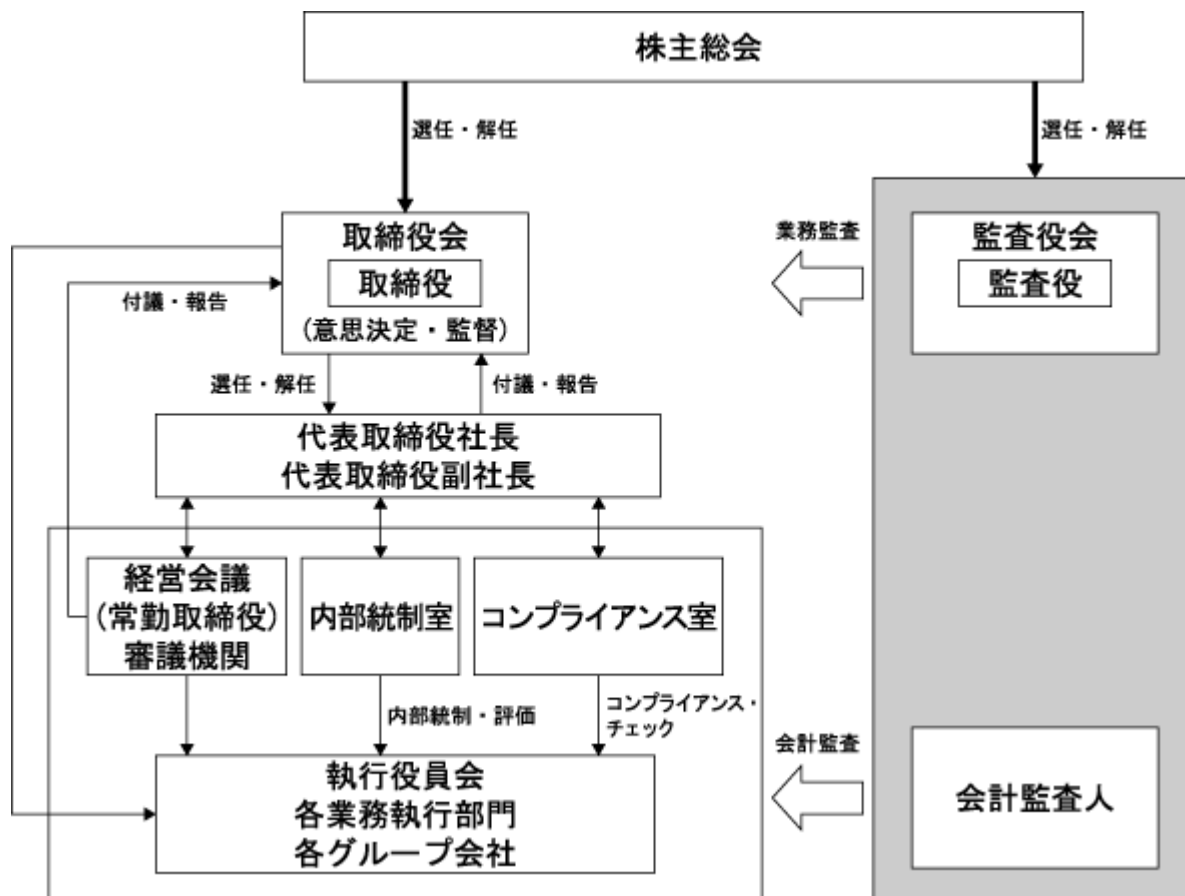 株主総会
選任・解任
選任・解任
取締役会
取締役
(意思決定・監督)
業務監査
監査役会
監査役
付議・報告
選任・解任
付議・報告
代表取締役社長
代表取締役副社長
経営会議
(常勤取締役)
審議機関
内部統制室
コンプライアンス室
内部統制・評価
コンプライアンス・
チェック
会計監査
執行役員会
各業務執行部門
各グループ会社
会計監査人